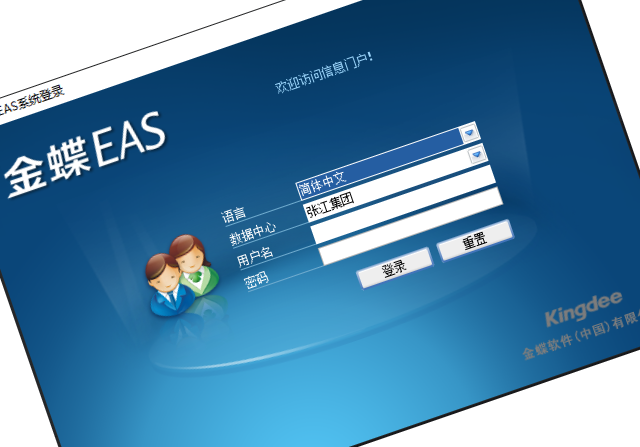 EAS系统登录
金蝶EAS
欢迎访问信息门户!
语言
简体中文
数据中心
张江集团
用户名
密码
登录
重置
Kingdee
金蝶软件(中国)有限